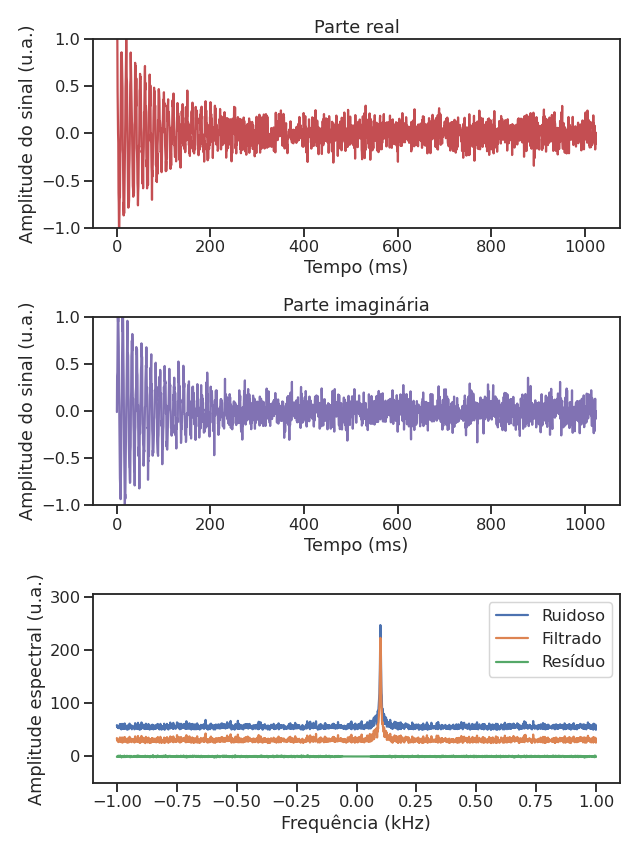 Parte real
Amplitude do sinal (u.a.)
1.0
0.5
0.0
−0.5
−1.0
0 200 400 600 800 1000
Tempo (ms)
Parte imaginária
Amplitude do sinal (u.a.)
1.0
0.5
0.0
−0.5
−1.0
0 200 400 600 800 1000
Tempo (ms)
Amplitude espectral (u.a.)
300
200
100
0
Ruidoso
Filtrado
Resíduo
−1.00 −0.75 −0.50 −0.25 0.00 0.25 0.50 0.75 1.00
Frequência (kHz)